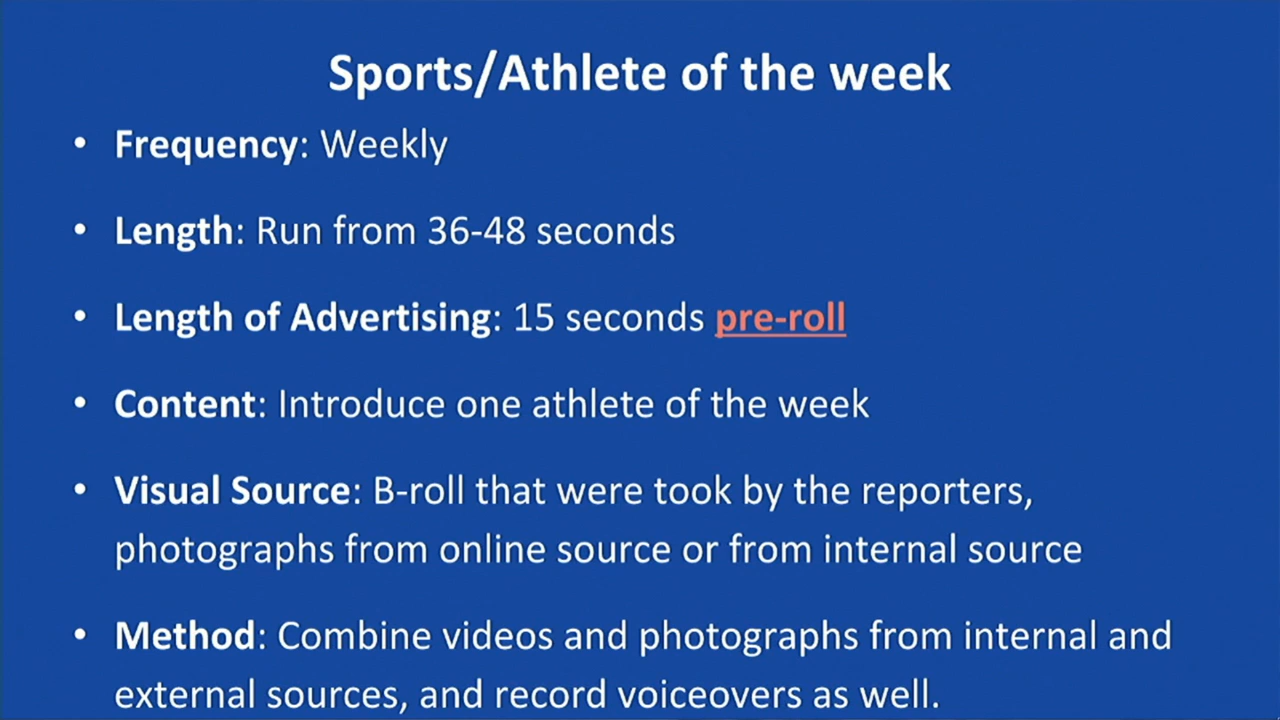 Sports/Athlete of the week
• Frequency: Weekly
• Length: Run from 36-48 seconds
• Length of Advertising: 15 seconds pre-roll
• Content: Introduce one athlete of the week
• Visual Source: B-roll that were took by the reporters,
photographs from online source or from internal source
• Method: Combine videos and photographs from internal and
external sources, and record voiceovers as well.